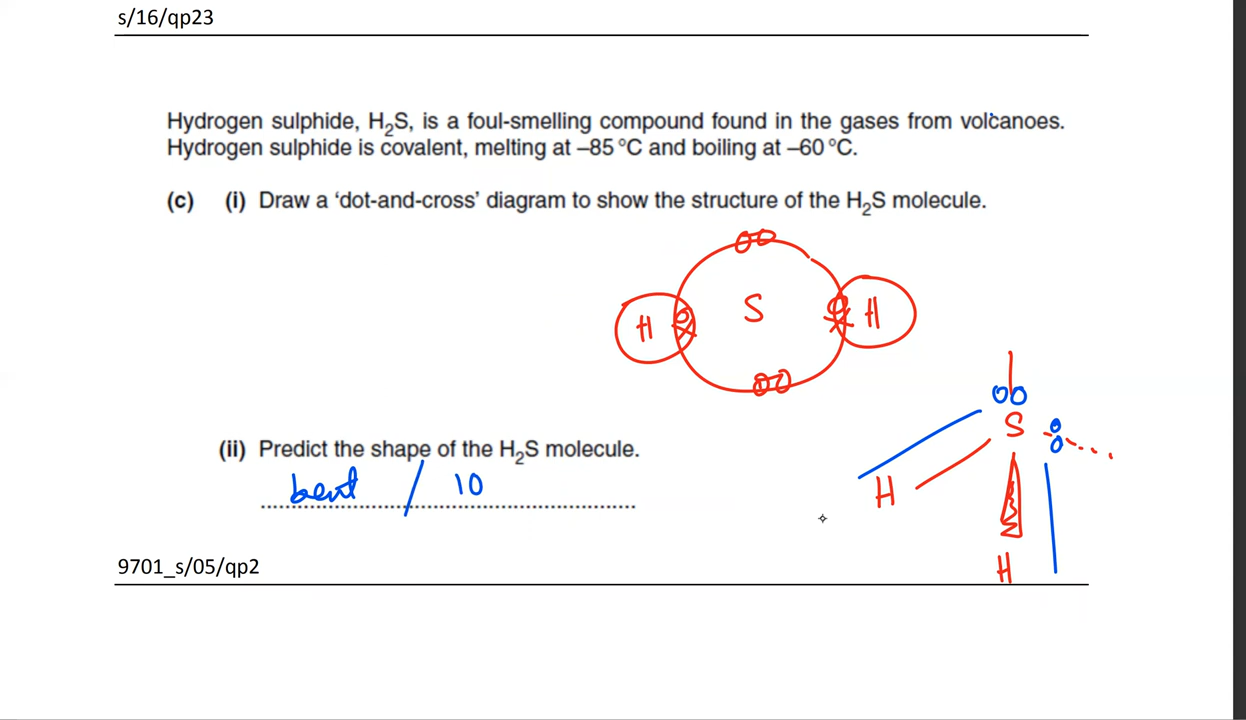 s/16/qp23
Hydrogen sulphide, H₂S, is a foul-smelling compound found in the gases from volcanoes.
Hydrogen sulphide is covalent, melting at –85 °C and boiling at –60 °C.
(c) (i) Draw a ‘dot-and-cross’ diagram to show the structure of the H₂S molecule.
H S H
S
(ii) Predict the shape of the H₂S molecule.
bent / 10
H
H
9701_s/05/qp2